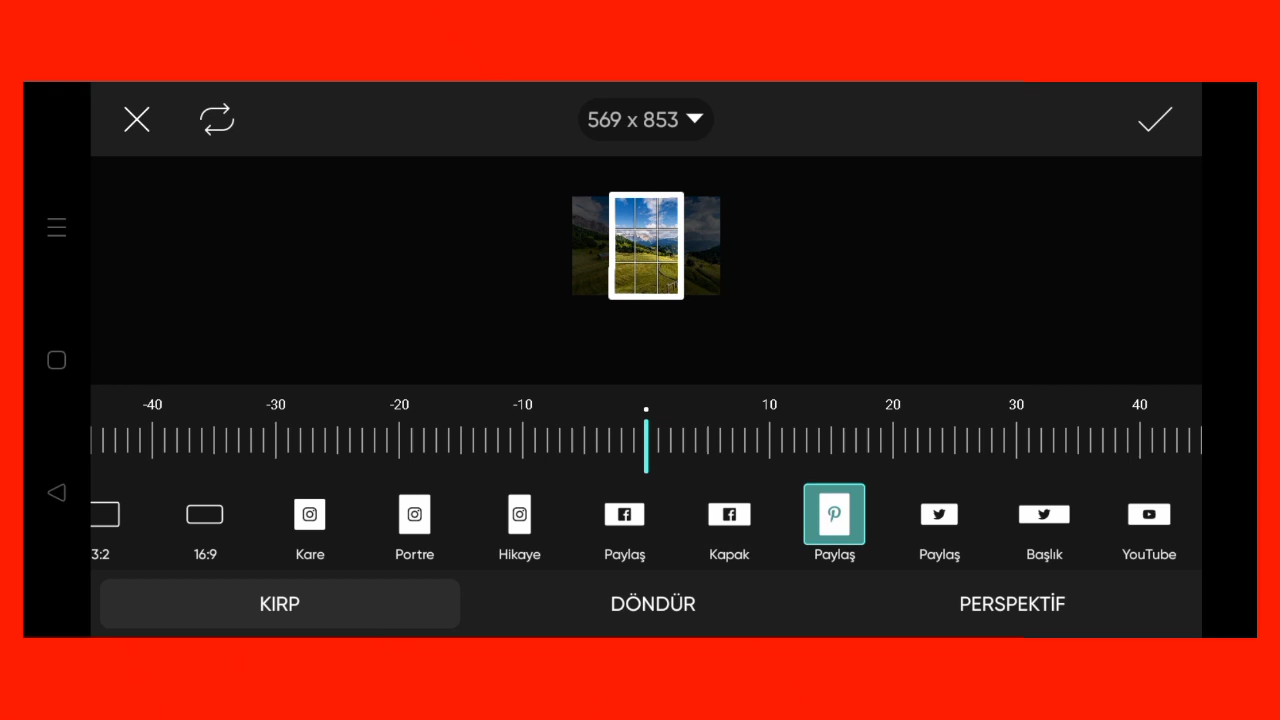 569 x 853
-40 -30 -20 -10 10 20 30 40
3:2 16:9 Kare Portre Hikaye Paylaş Kapak Paylaş Paylaş Başlık YouTube
KIRP DÖNDÜR PERSPEKTİF